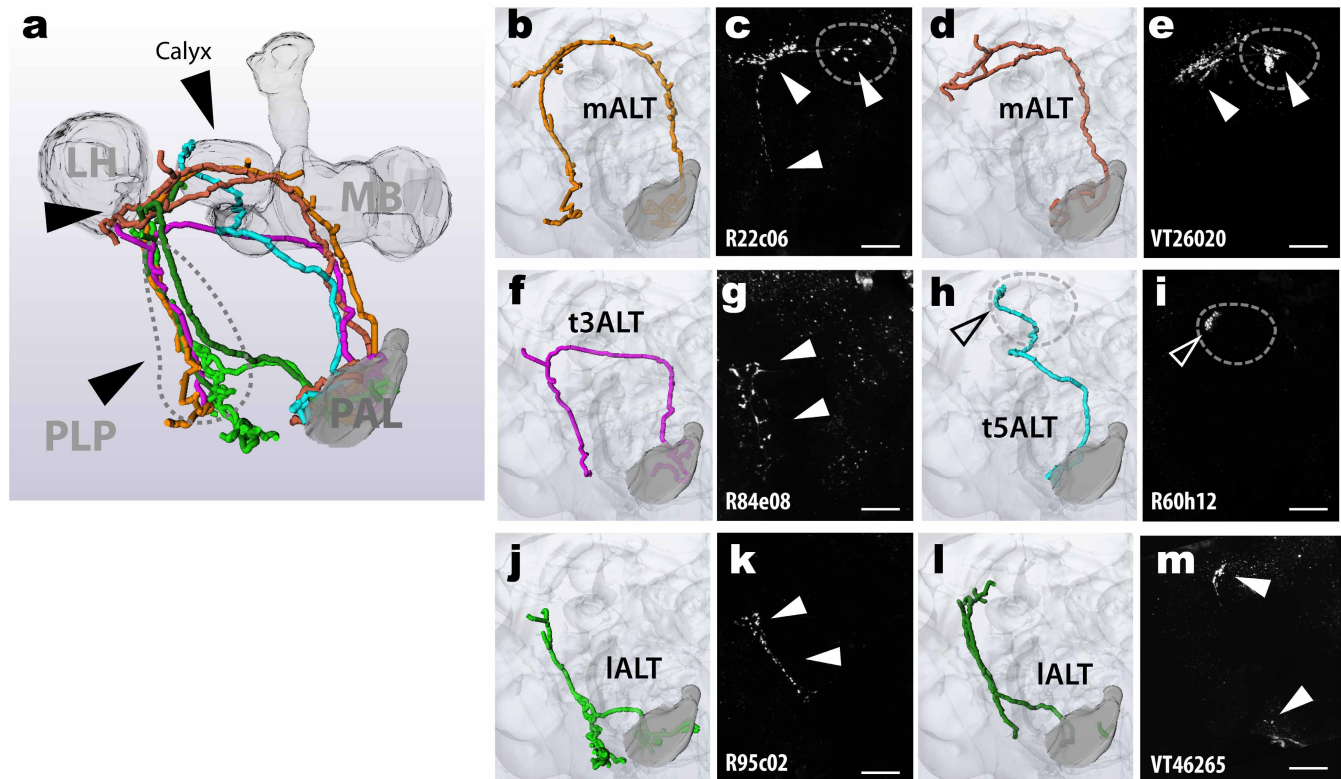 a
Calyx
LH
MB
PLP
PAL
b
mALT
c
R22c06
d
mALT
e
VT26020
f
t3ALT
g
R84e08
h
t5ALT
i
R60h12
j
lALT
k
R95c02
l
lALT
m
VT46265